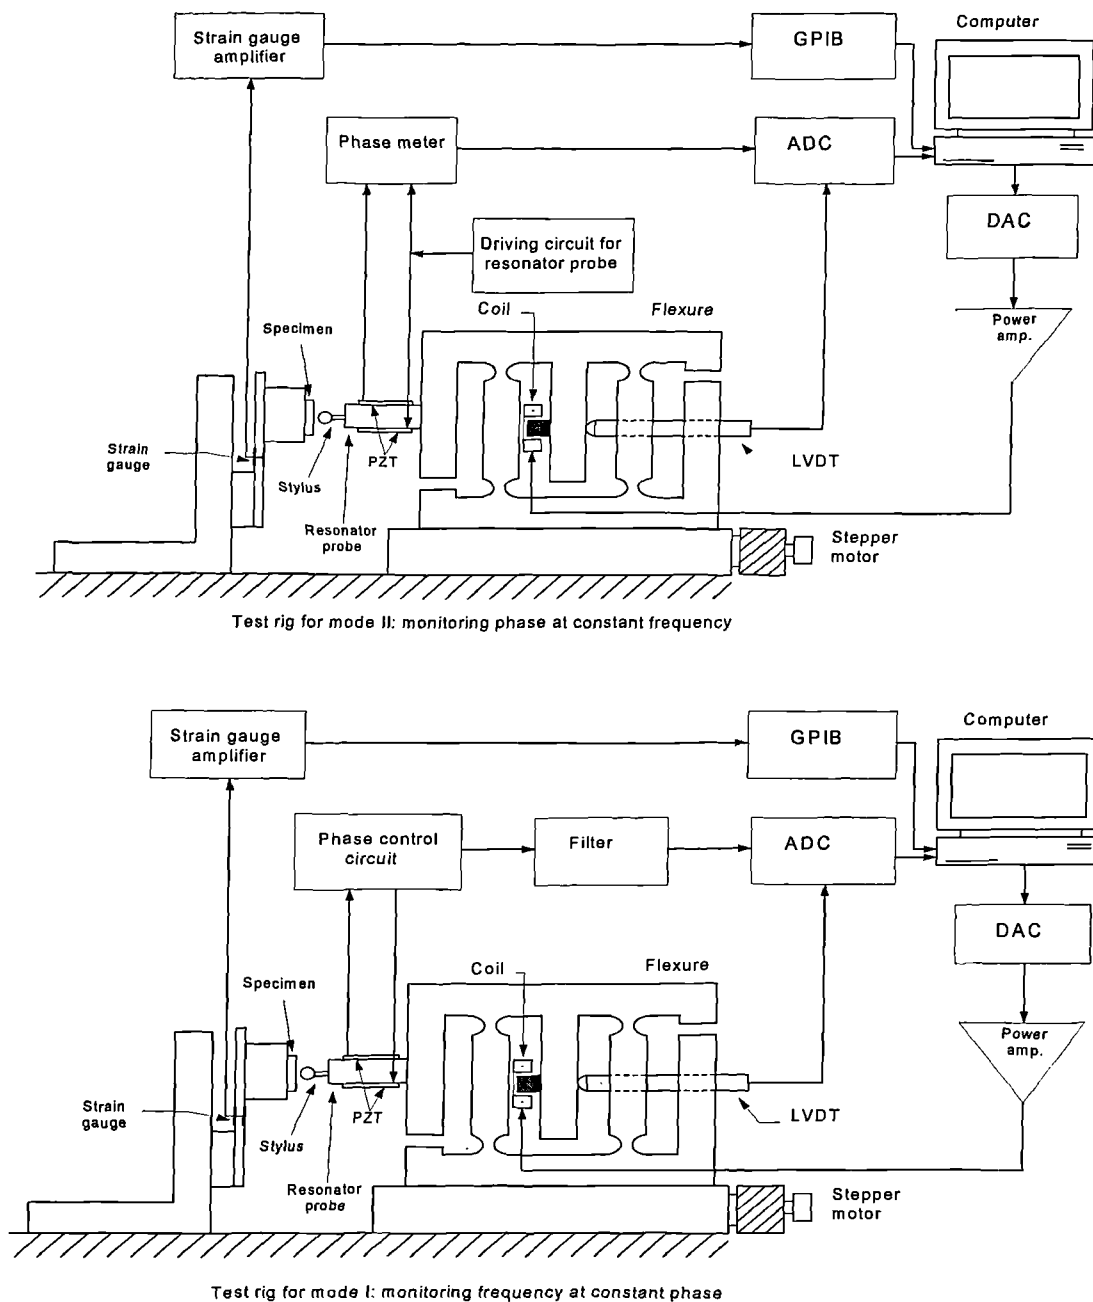 Computer
Strain gauge
amplifier
GPIB
Phase meter
ADC
Driving circuit for
resonator probe
DAC
Coil
Flexure
Power
amp.
Specimen
Strain
gauge
Stylus
PZT
LVDT
Resonator
probe
Stepper
motor
Test rig for mode II: monitoring phase at constant frequency
Computer
Strain gauge
amplifier
GPIB
Phase control
circuit
Filter
ADC
DAC
Coil
Flexure
Specimen
Power
amp.
Strain
gauge
Stylus
PZT
LVDT
Resonator
probe
Stepper
motor
Test rig for mode I: monitoring frequency at constant phase